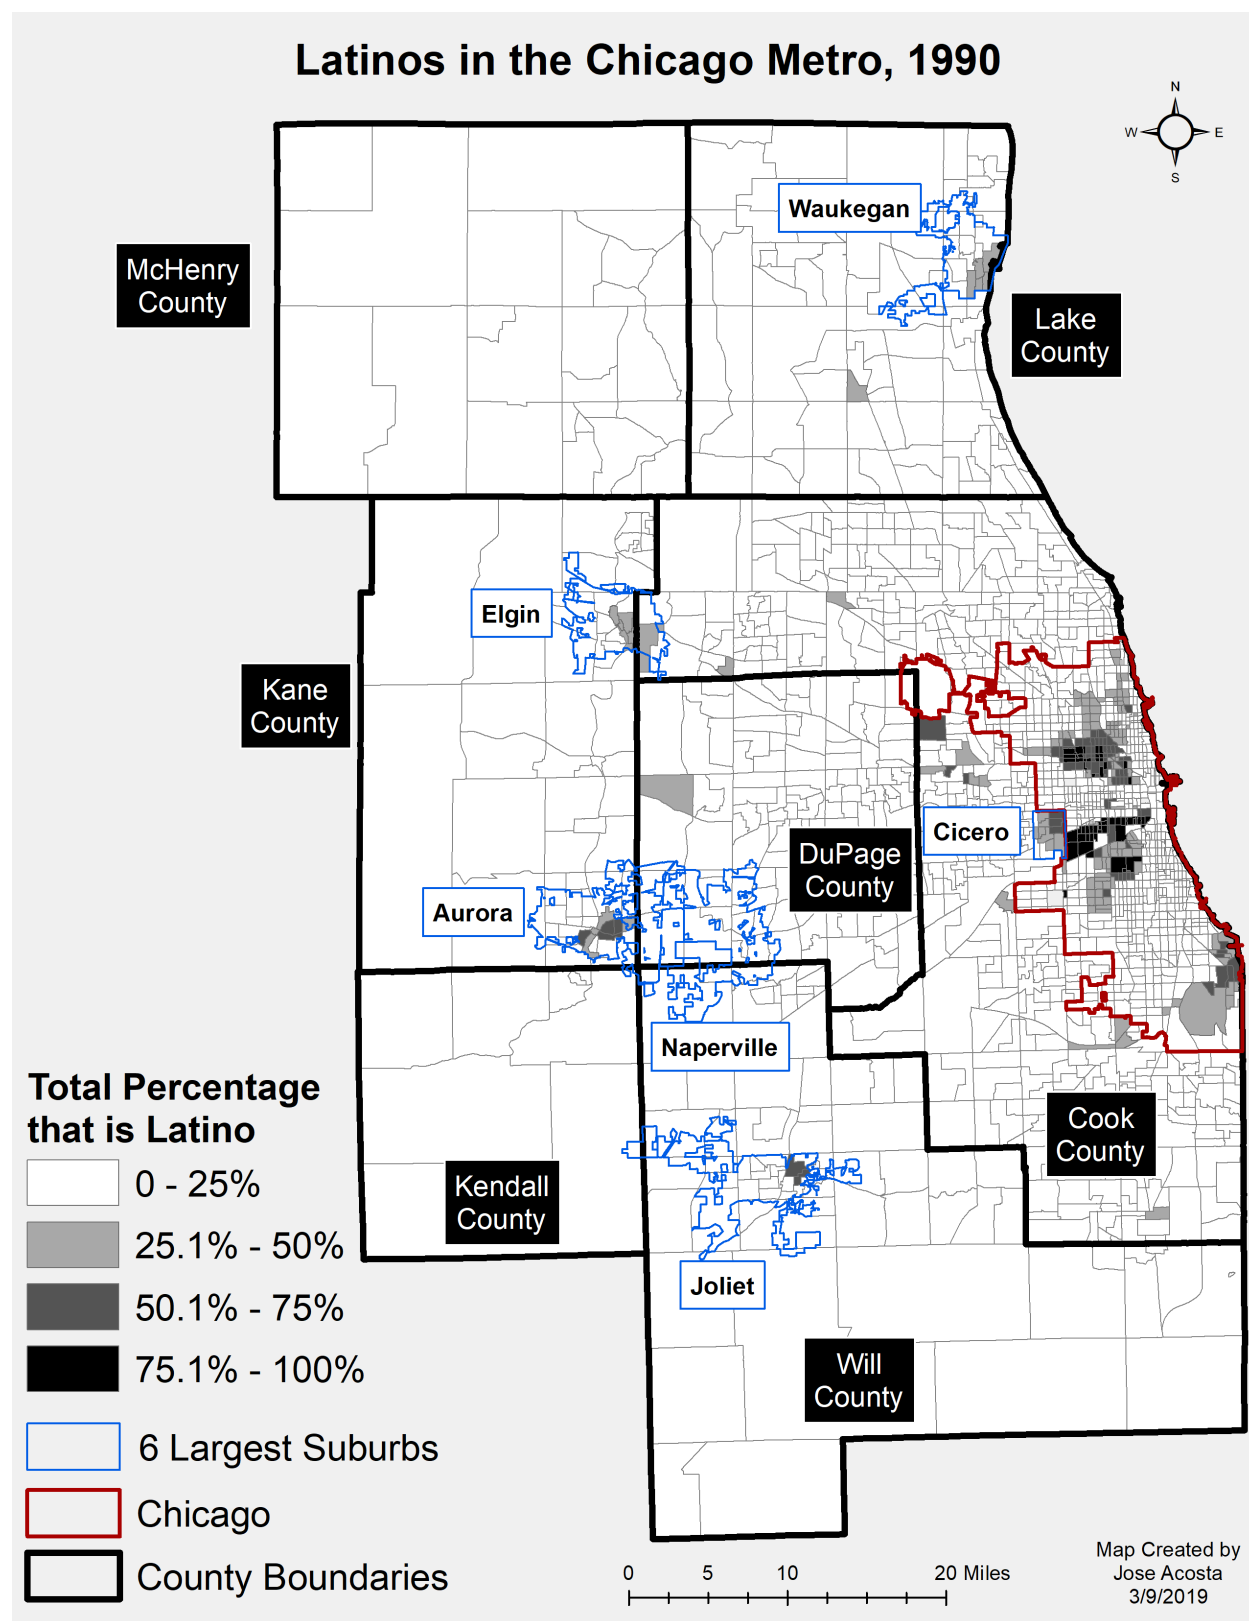 Latinos in the Chicago Metro, 1990
N
W
E
S
Waukegan
McHenry
County
Lake
County
Elgin
Kane
County
Cicero
DuPage
County
Aurora
Naperville
Cook
County
Kendall
County
Joliet
Will
County
Total Percentage
that is Latino
0 - 25%
25.1% - 50%
50.1% - 75%
75.1% - 100%
6 Largest Suburbs
Chicago
County Boundaries
0 5 10 20 Miles
Map Created by
Jose Acosta
3/9/2019